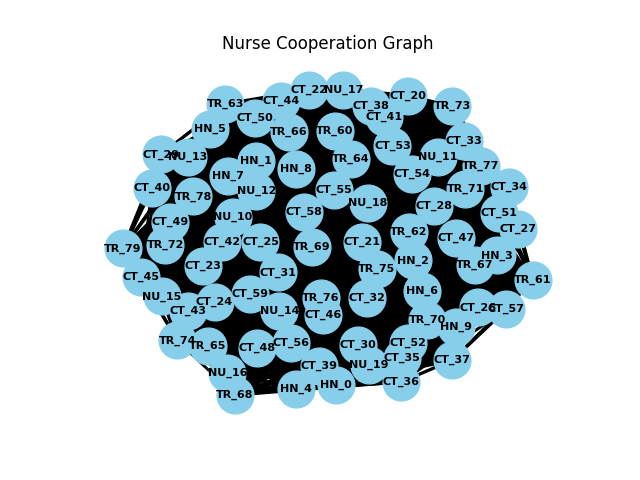 Nurse Cooperation Graph
CT_22
NU_17
CT_20
CT_44
TR_63
CT_38
TR_73
CT_50
CT_41
HN_5
TR_66
TR_60
CT_33
CT_53
NU_13
HN_1
TR_64
NU_11
TR_77
HN_8
CT_54
HN_7
CT_40
NU_12
CT_55
TR_71
CT_34
TR_78
NU_18
CT_28
CT_58
CT_51
NU_10
CT_49
CT_27
TR_62
CT_42
CT_25
CT_21
CT_47
TR_72
TR_79
TR_69
HN_3
HN_2
CT_23
TR_67
TR_75
CT_31
CT_45
TR_61
HN_6
CT_59
NU_15
TR_76
CT_32
CT_24
CT_26
CT_57
CT_43
NU_14
CT_46
TR_70
HN_9
TR_74
CT_56
CT_52
TR_65
CT_48
CT_30
CT_35
CT_37
NU_19
CT_39
NU_16
CT_36
HN_0
HN_4
TR_68